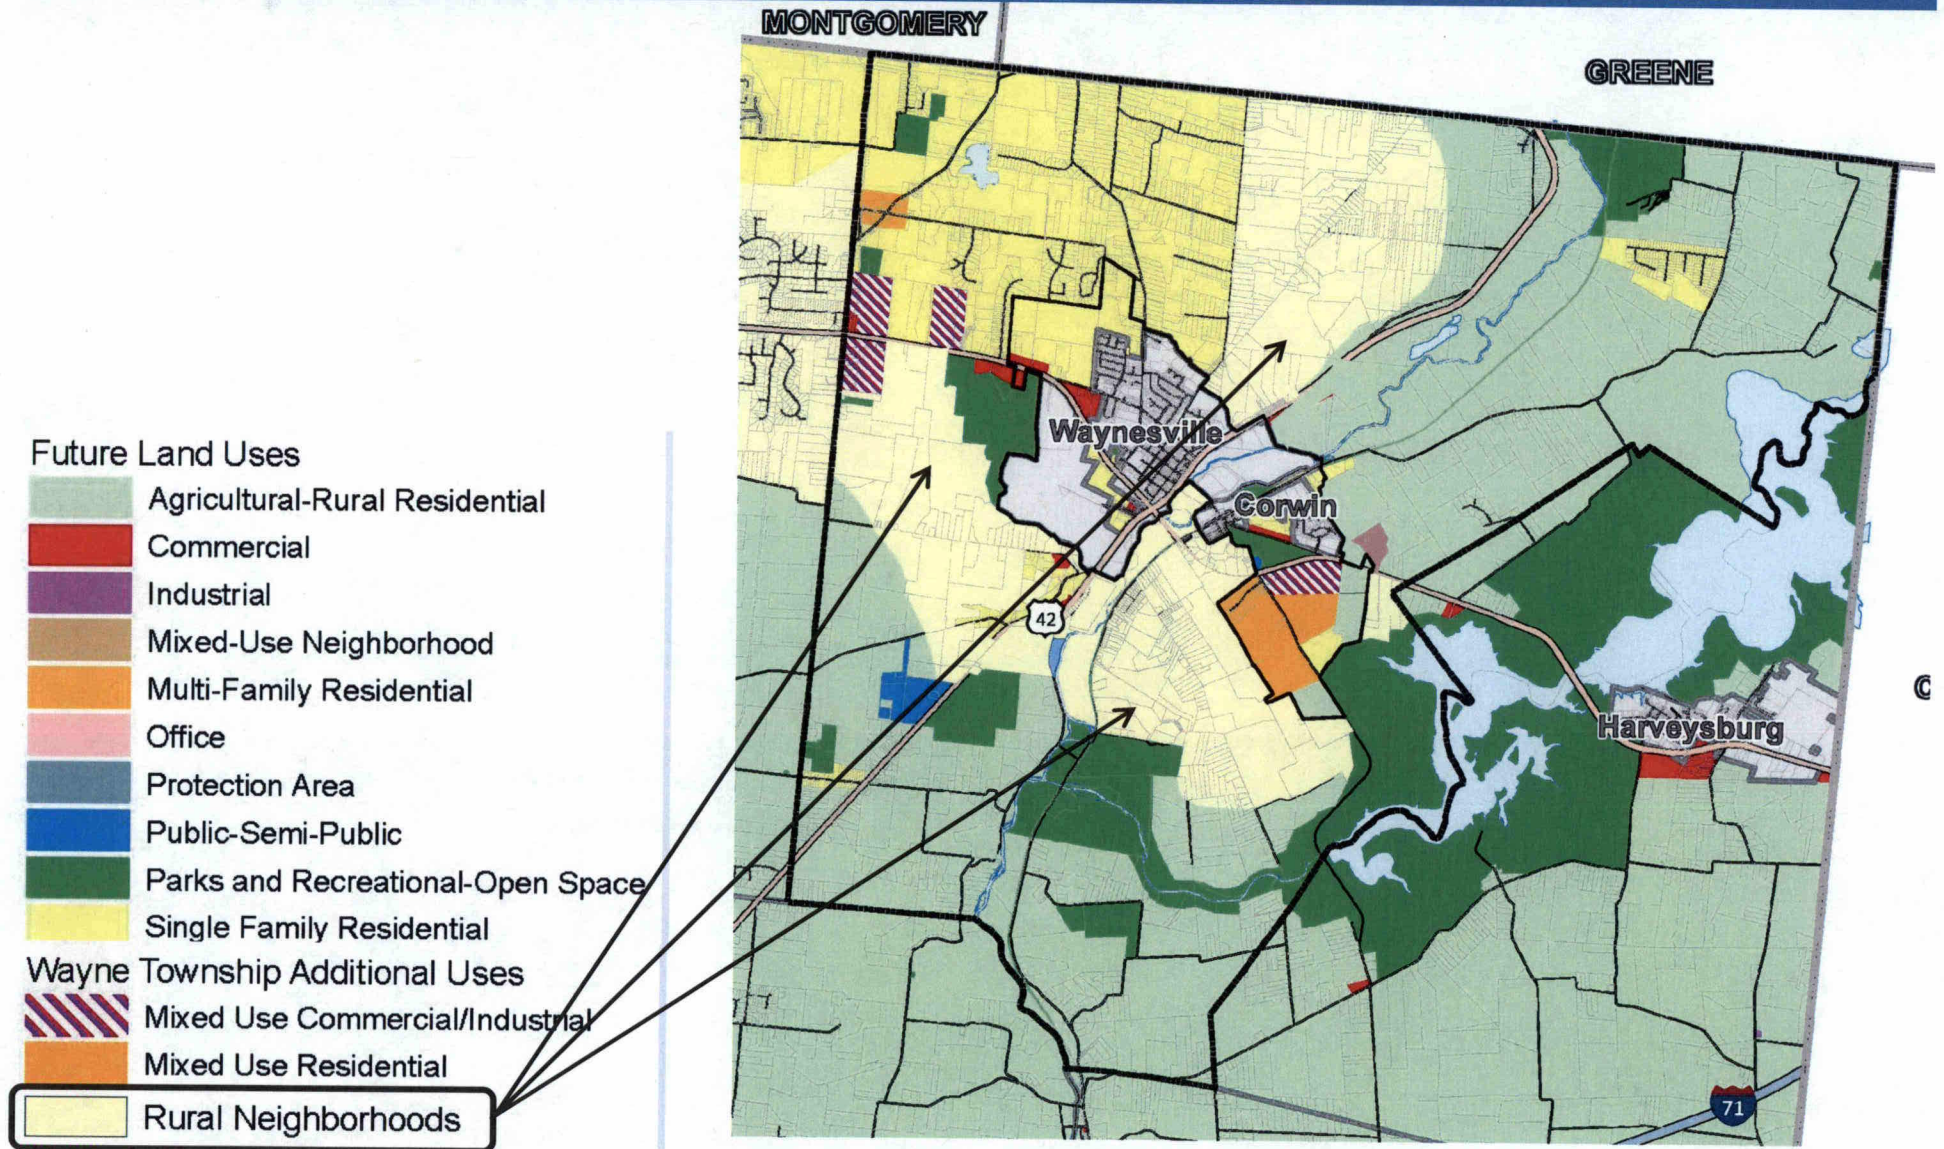 MONTGOMERY
GREENE
Waynesville
Corwin
42
Harveysburg
71
Future Land Uses
Agricultural-Rural Residential
Commercial
Industrial
Mixed-Use Neighborhood
Multi-Family Residential
Office
Protection Area
Public-Semi-Public
Parks and Recreational-Open Space
Single Family Residential
Wayne Township Additional Uses
Mixed Use Commercial/Industrial
Mixed Use Residential
Rural Neighborhoods